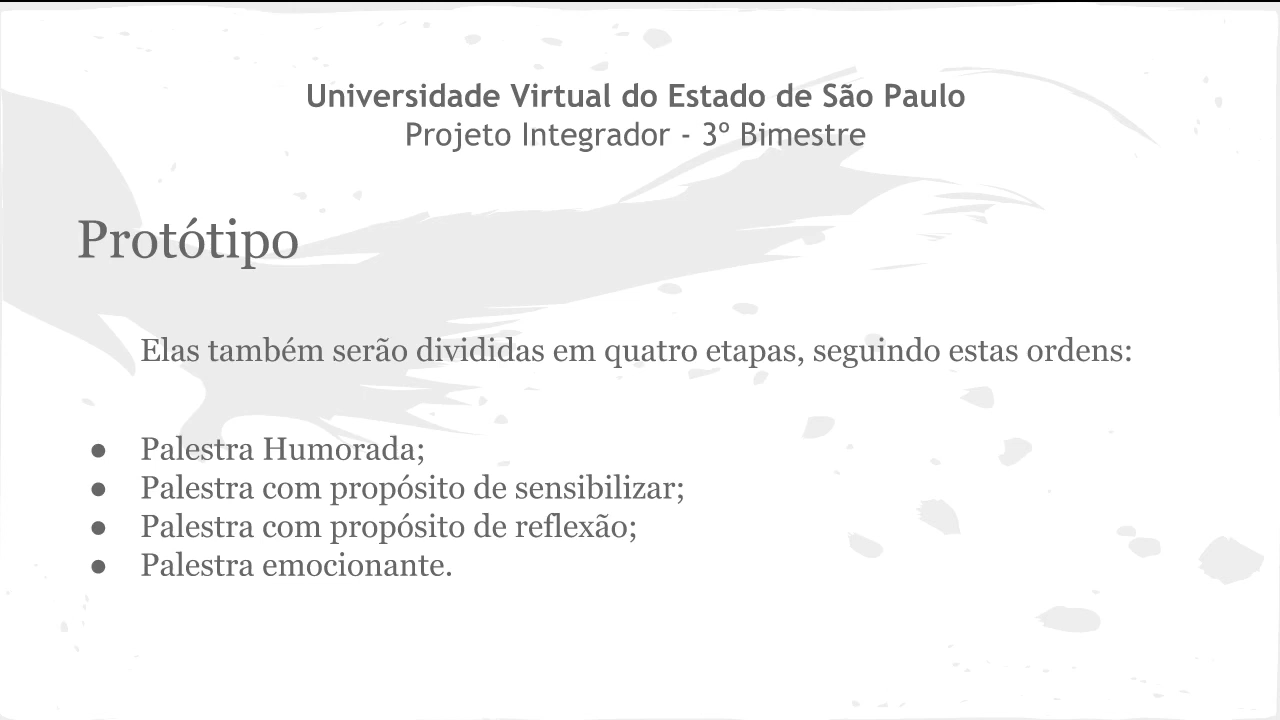 Universidade Virtual do Estado de São Paulo
Projeto Integrador - 3º Bimestre
Protótipo
Elas também serão divididas em quatro etapas, seguindo estas ordens:
● Palestra Humorada;
● Palestra com propósito de sensibilizar;
● Palestra com propósito de reflexão;
● Palestra emocionante.